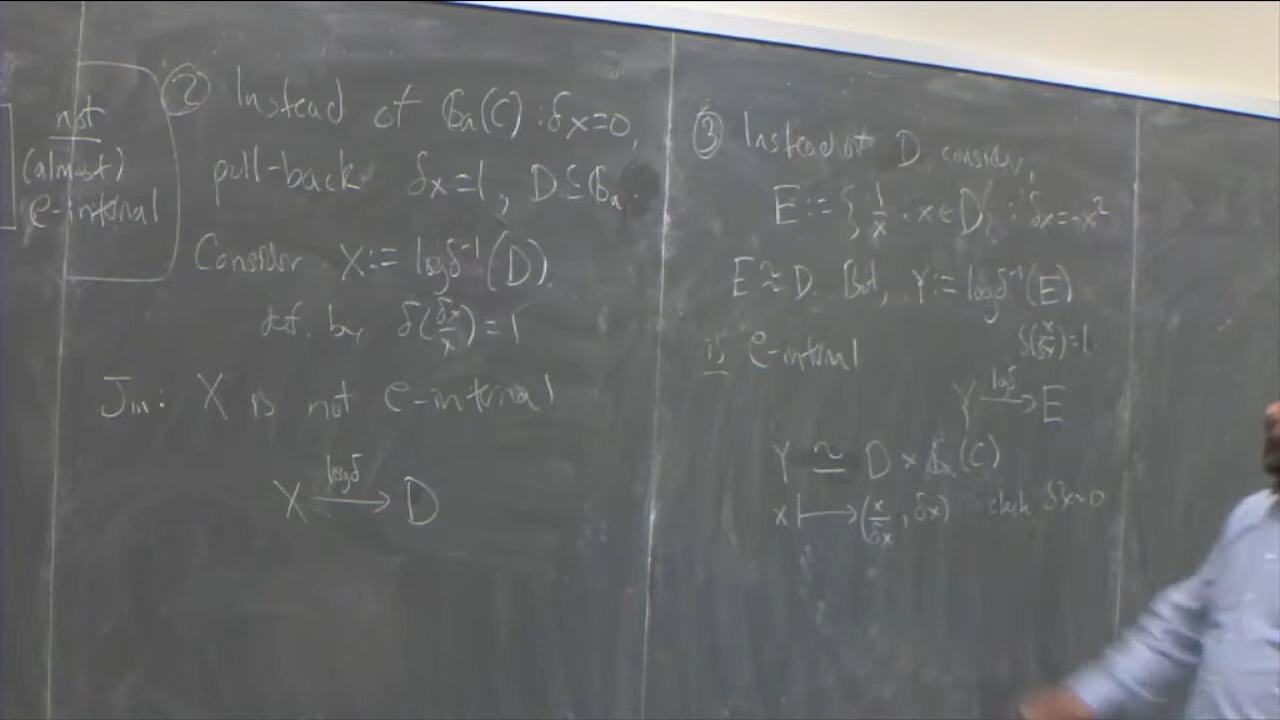 not
(almost)
C-internal
② Instead of Ga(C) : δx=0,
pull-back δx=1, D⊆Ga.
Consider X:= logδ⁻¹(D).
def. by δ(δx/x)=1
Jin: X is not C-internal
X —logδ→ D
③ Instead of D consider,
E := {1/x : x∈D} : δx=-x²
E≃D. But, Y:= logδ⁻¹(E)
δ(x/δx)=1
is C-internal
Y —logδ→ E
Y ≃ D × Ga(C)
x ↦ (x/δx, δx) check δ²x=0